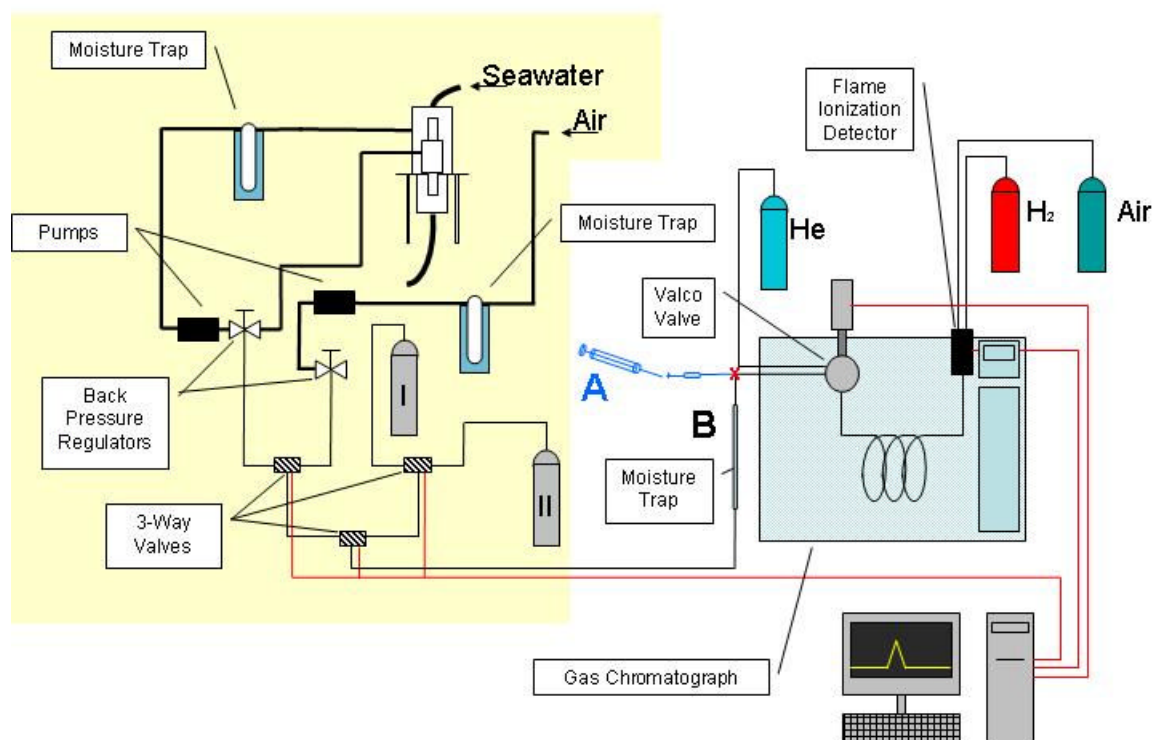 Moisture Trap
Seawater
Air
Flame
Ionization
Detector
Pumps
Moisture Trap
He
H₂
Air
Valco
Valve
A
I
Back
Pressure
Regulators
B
Moisture
Trap
II
3-Way
Valves
Gas Chromatograph